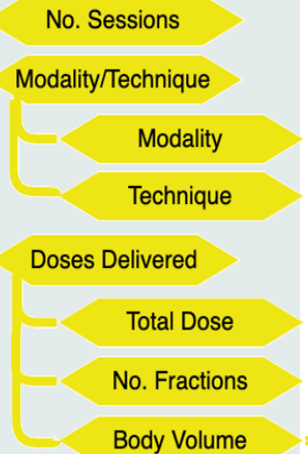 No. Sessions
Modality/Technique
Modality
Technique
Doses Delivered
Total Dose
No. Fractions
Body Volume